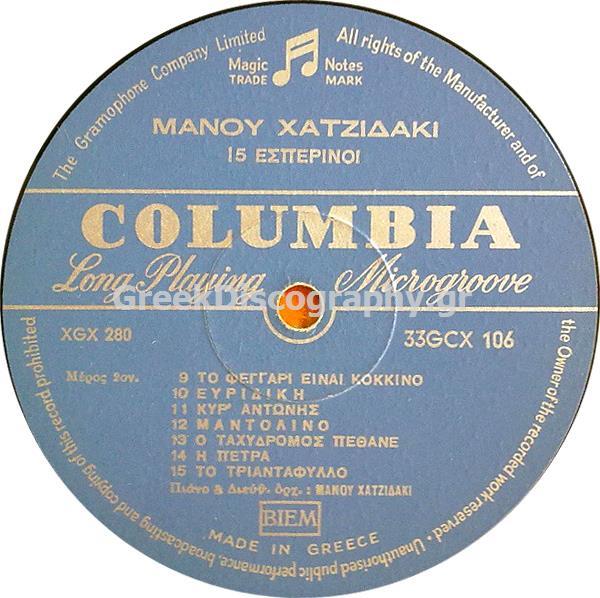 The Gramophone Company Limited
All rights of the Manufacturer and of
the Owner of the recorded work reserved • Unauthorised public performance, broadcasting and copying of this record prohibited
Magic Notes
TRADE MARK
ΜΑΝΟΥ ΧΑΤΖΙΔΑΚΙ
15 ΕΣΠΕΡΙΝΟΙ
COLUMBIA
Long Playing Microgroove
GreekDiscography.gr
XGX 280
33GCX 106
Μέρος 2ον.
9 ΤΟ ΦΕΓΓΑΡΙ ΕΙΝΑΙ ΚΟΚΚΙΝΟ
10 ΕΥΡΙΔΙΚΗ
11 ΚΥΡ' ΑΝΤΩΝΗΣ
12 ΜΑΝΤΟΛΙΝΟ
13 Ο ΤΑΧΥΔΡΟΜΟΣ ΠΕΘΑΝΕ
14 Η ΠΕΤΡΑ
15 ΤΟ ΤΡΙΑΝΤΑΦΥΛΛΟ
Πιάνο & Διεύθ. ὀρχ. : ΜΑΝΟΥ ΧΑΤΖΙΔΑΚΙ
BIEM
MADE IN GREECE